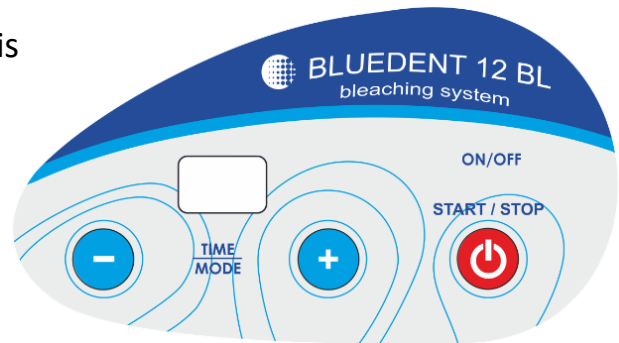 is
BLUEDENT 12 BL
bleaching system
ON/OFF
START / STOP
TIME
MODE
-
+